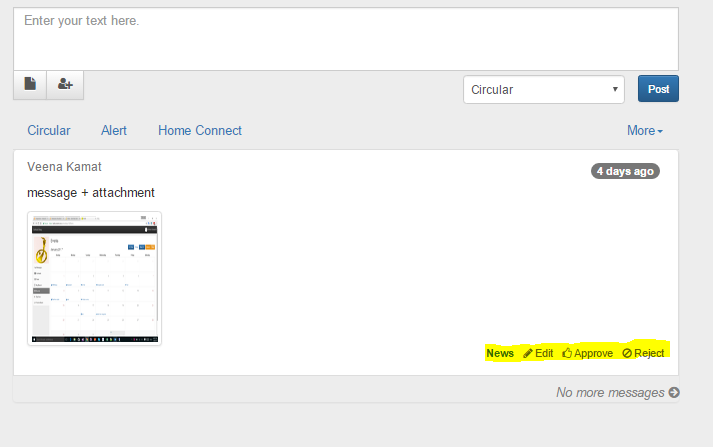 Enter your text here.
Circular
Post
Circular Alert Home Connect More
Veena Kamat
4 days ago
message + attachment
News Edit Approve Reject
No more messages